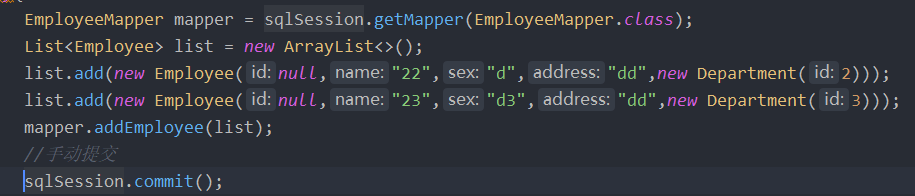 EmployeeMapper mapper = sqlSession.getMapper(EmployeeMapper.class);
List<Employee> list = new ArrayList<>();
list.add(new Employee( id: null, name: "22", sex: "d", address: "dd",new Department( id: 2)));
list.add(new Employee( id: null, name: "23", sex: "d3", address: "dd",new Department( id: 3)));
mapper.addEmployee(list);
//手动提交
sqlSession.commit();